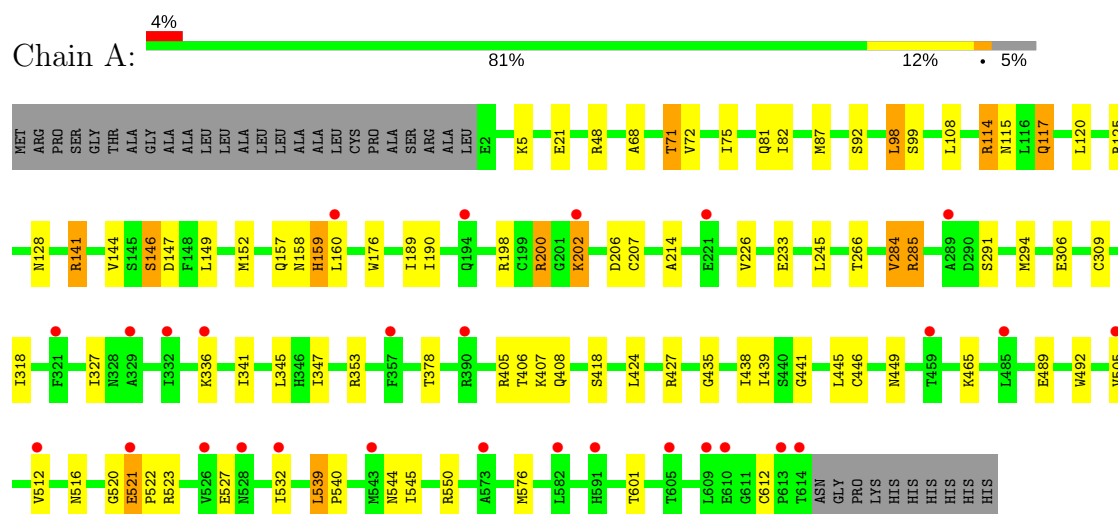 4%
Chain A:
81% 12% • 5%
MET ARG PRO SER GLY THR ALA GLY ALA ALA LEU LEU ALA LEU LEU ALA ALA LEU CYS PRO ALA SER ARG ALA LEU E2 K5 E21 R48 A68 T71 V72 I75 Q81 I82 M87 S92 L98 S99 L108 R114 N115 L116 Q117 L120
N128 R141 V144 S145 S146 D147 F148 L149 M152 Q157 N158 H159 L160 W176 I189 I190 Q194 R198 C199 R200 G201 K202 D206 C207 A214 E221 V226 E233 L245 T266 V284 R285 A289 D290 S291 M294 E306 C309
I318 F321 I327 N328 A329 I332 K336 I341 L345 H346 I347 R353 F357 T378 R390 R405 T406 K407 Q408 S418 L424 R427 G435 I438 I439 S440 G441 L445 C446 N449 T459 K465 L485 E489 W492
V512 N516 G520 E521 P522 R523 V526 E527 N528 I532 L539 P540 M543 N544 I545 R550 A573 M576 L582 H591 T601 T605 L609 E610 G611 C612 P613 T614 ASN GLY PRO LYS HIS HIS HIS HIS HIS HIS